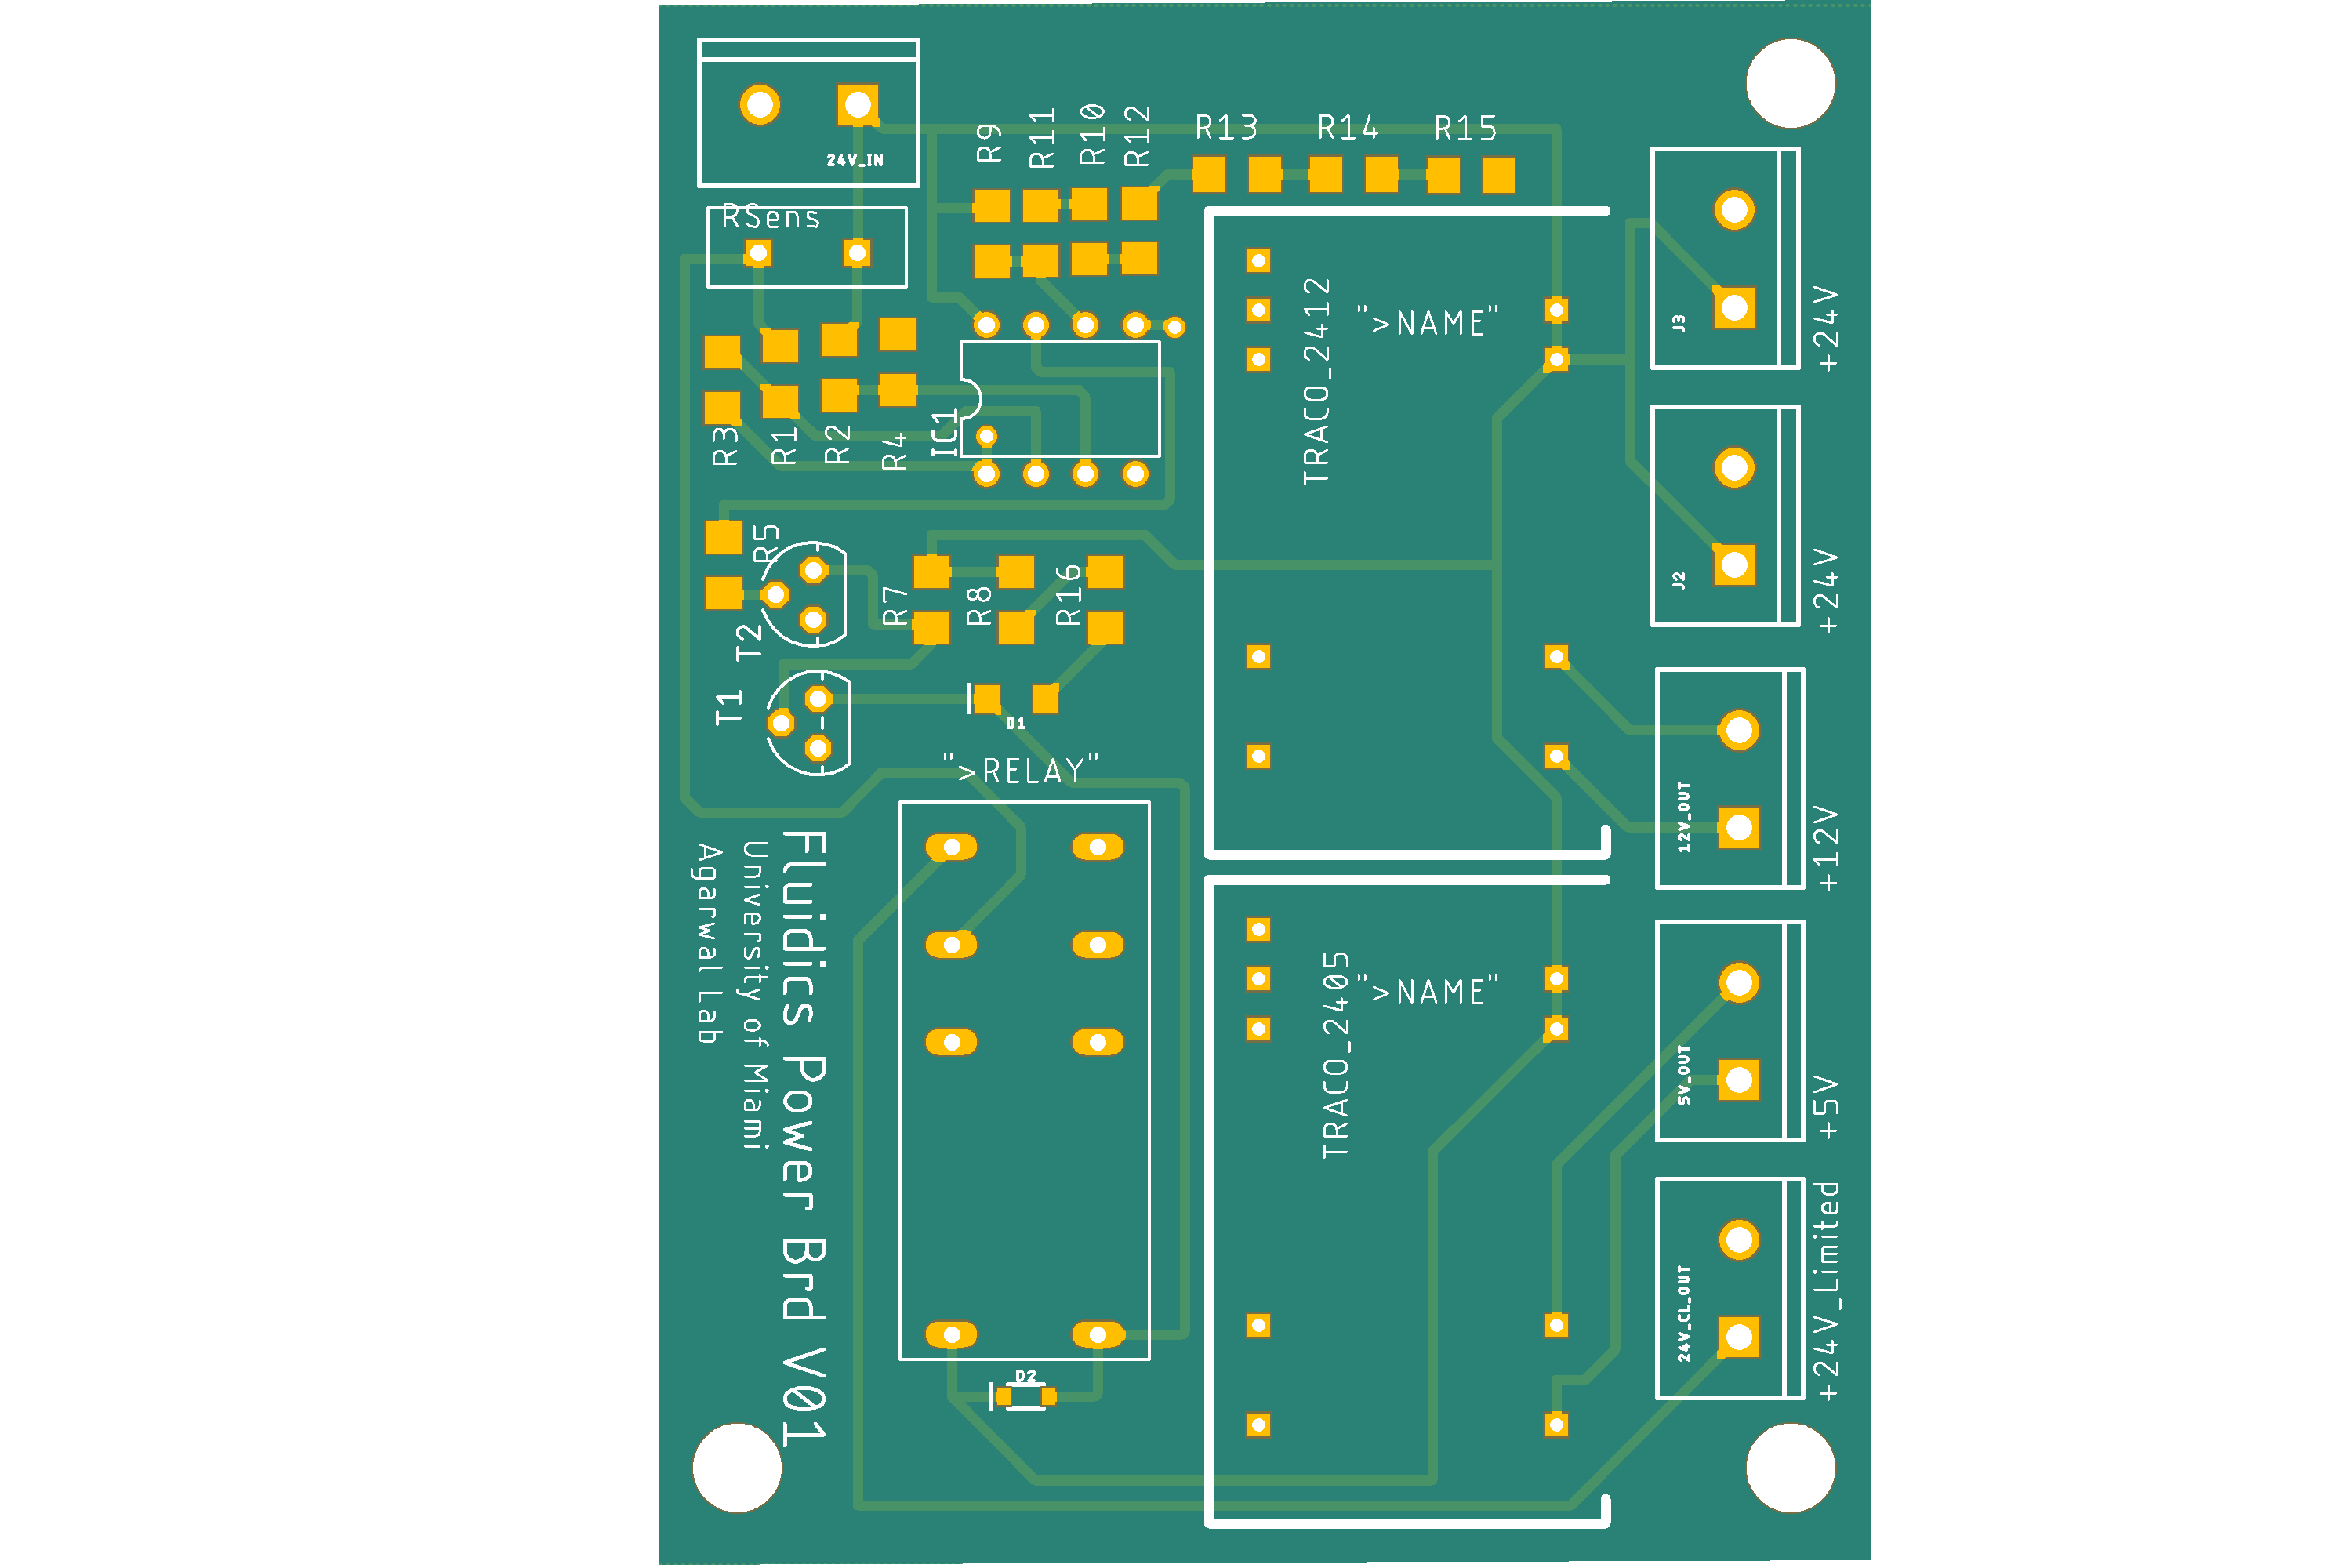 24V_IN
RSens
R9
R11
R10
R12
R13
R14
R15
TRACO_2412
">NAME"
J3
+24V
R3
R1
R2
R4
IC1
J2
+24V
R5
T2
R7
R8
R16
T1
D1
">RELAY"
12V_OUT
+12V
Fluidics Power Brd V01
University of Miami
Agarwal Lab
TRACO_2405
">NAME"
5V_OUT
+5V
24V_CL_OUT
+24V_Limited
D2